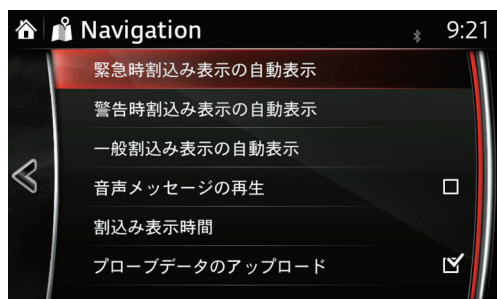 Navigation
9:21
緊急時割込み表示の自動表示
警告時割込み表示の自動表示
一般割込み表示の自動表示
音声メッセージの再生
割込み表示時間
プローブデータのアップロード